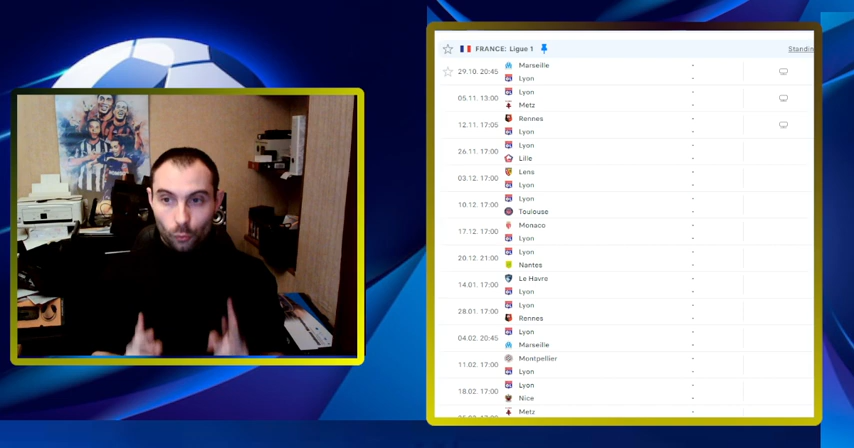 FRANCE: Ligue 1
Standin
29.10. 20:45
Marseille
Lyon
05.11. 13:00
Lyon
Metz
12.11. 17:05
Rennes
Lyon
26.11. 17:00
Lyon
Lille
03.12. 17:00
Lens
Lyon
10.12. 17:00
Lyon
Toulouse
17.12. 17:00
Monaco
Lyon
20.12. 21:00
Lyon
Nantes
14.01. 17:00
Le Havre
Lyon
28.01. 17:00
Lyon
Rennes
04.02. 20:45
Lyon
Marseille
11.02. 17:00
Montpellier
Lyon
18.02. 17:00
Lyon
Nice
Metz